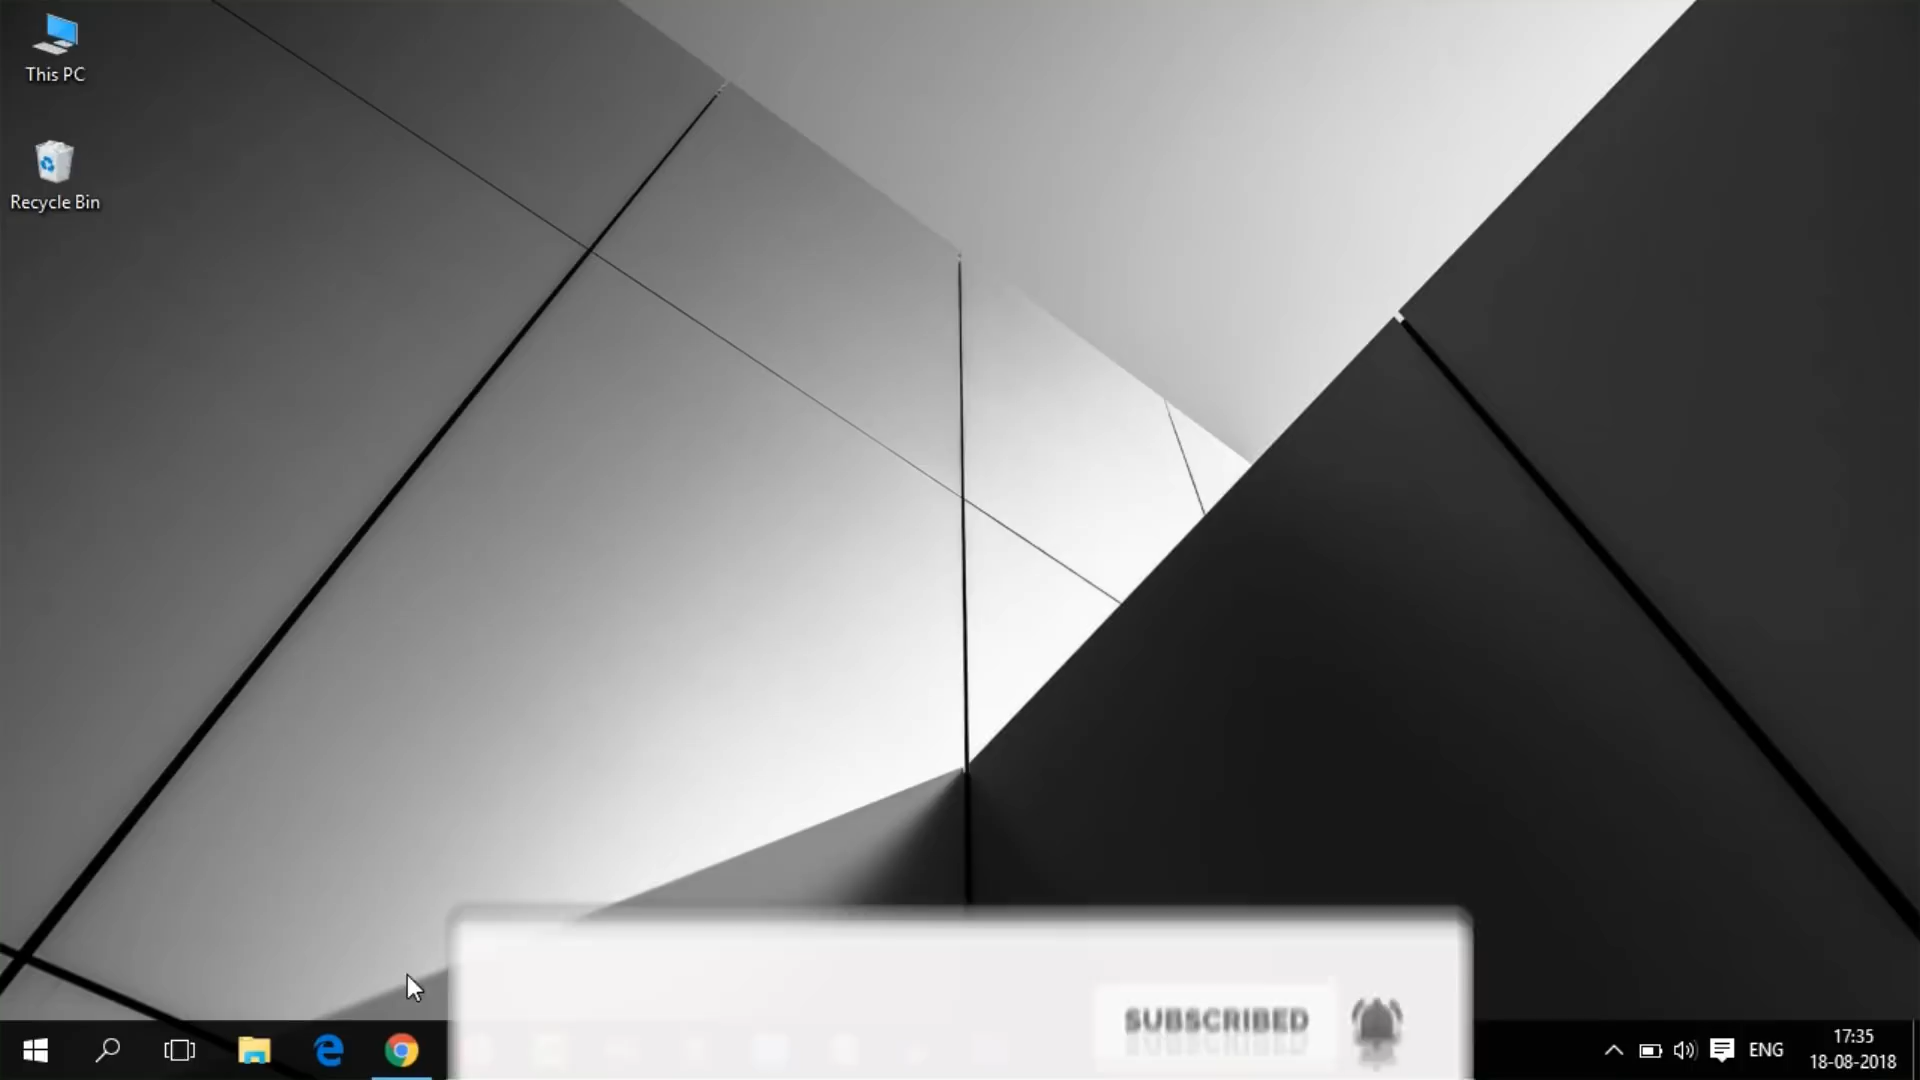 This PC
Recycle Bin
SUBSCRIBED
ENG
17:35
18-08-2018